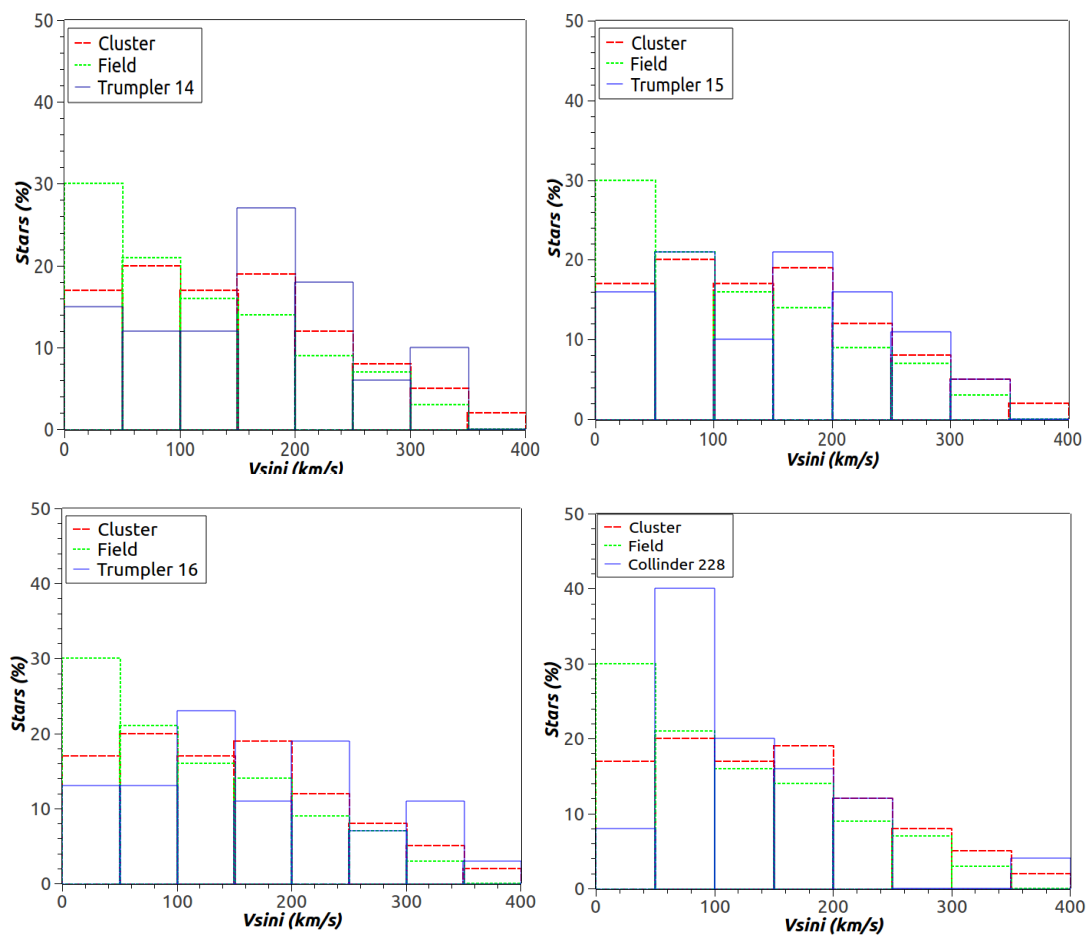 50
40
30
20
10
0
Stars (%)
Cluster
Field
Trumpler 14
0 100 200 300 400
Vsini (km/s)
50
40
30
20
10
0
Stars (%)
Cluster
Field
Trumpler 15
0 100 200 300 400
Vsini (km/s)
50
40
30
20
10
0
Stars (%)
Cluster
Field
Trumpler 16
0 100 200 300 400
Vsini (km/s)
50
40
30
20
10
0
Stars (%)
Cluster
Field
Collinder 228
0 100 200 300 400
Vsini (km/s)